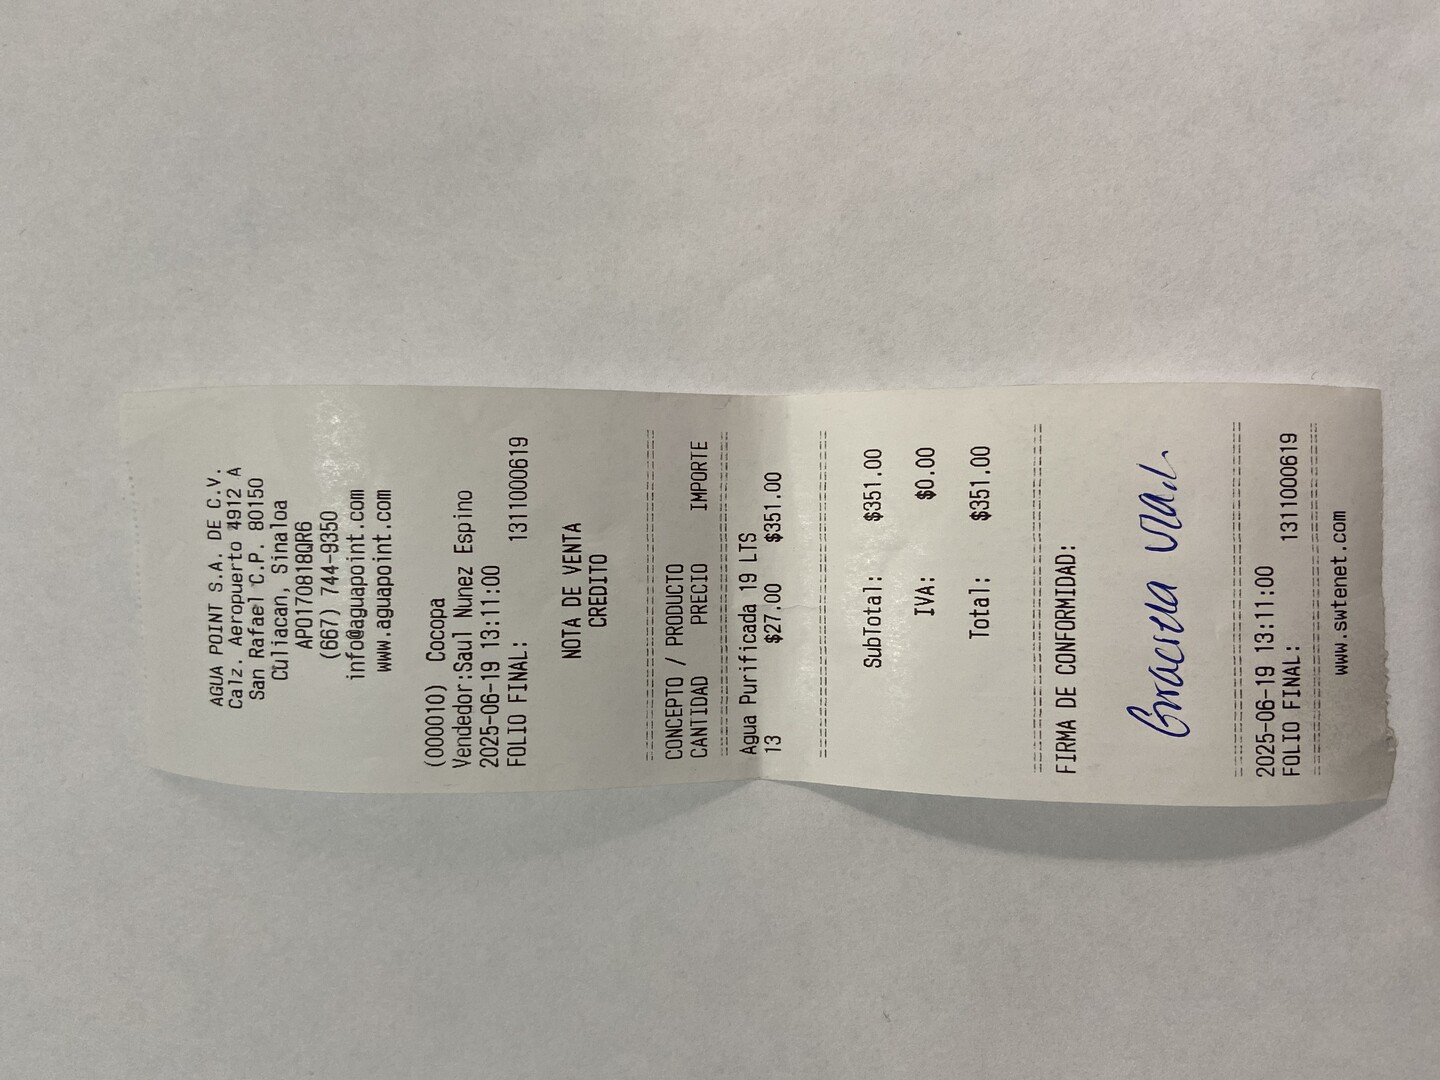 AGUA POINT S.A. DE C.V.
Calz. Aeropuerto 4912 A
San Rafael C.P. 80150
Culiacan, Sinaloa
APO170818QR6
(667) 744-9350
info@aguapoint.com
www.aguapoint.com
(000010) Cocopa
Vendedor:Saul Nunez Espino
2025-06-19 13:11:00
FOLIO FINAL: 1311000619
NOTA DE VENTA
CREDITO
CONCEPTO / PRODUCTO
CANTIDAD PRECIO IMPORTE
Agua Purificada 19 LTS
13 $27.00 $351.00
SubTotal: $351.00
IVA: $0.00
Total: $351.00
FIRMA DE CONFORMIDAD:
2025-06-19 13:11:00
FOLIO FINAL: 1311000619
www.swtenet.com